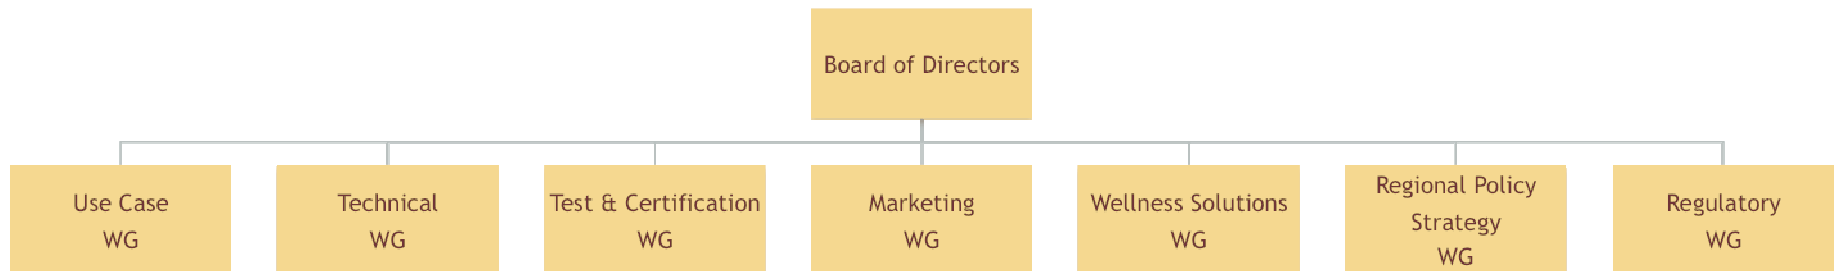 Board of Directors
Use Case
WG
Technical
WG
Test & Certification
WG
Marketing
WG
Wellness Solutions
WG
Regional Policy
Strategy
WG
Regulatory
WG